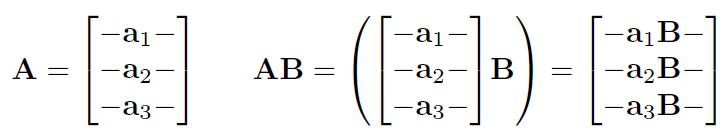 A = [−a₁− −a₂− −a₃−] AB = ([−a₁− −a₂− −a₃−] B) = [−a₁B− −a₂B− −a₃B−]